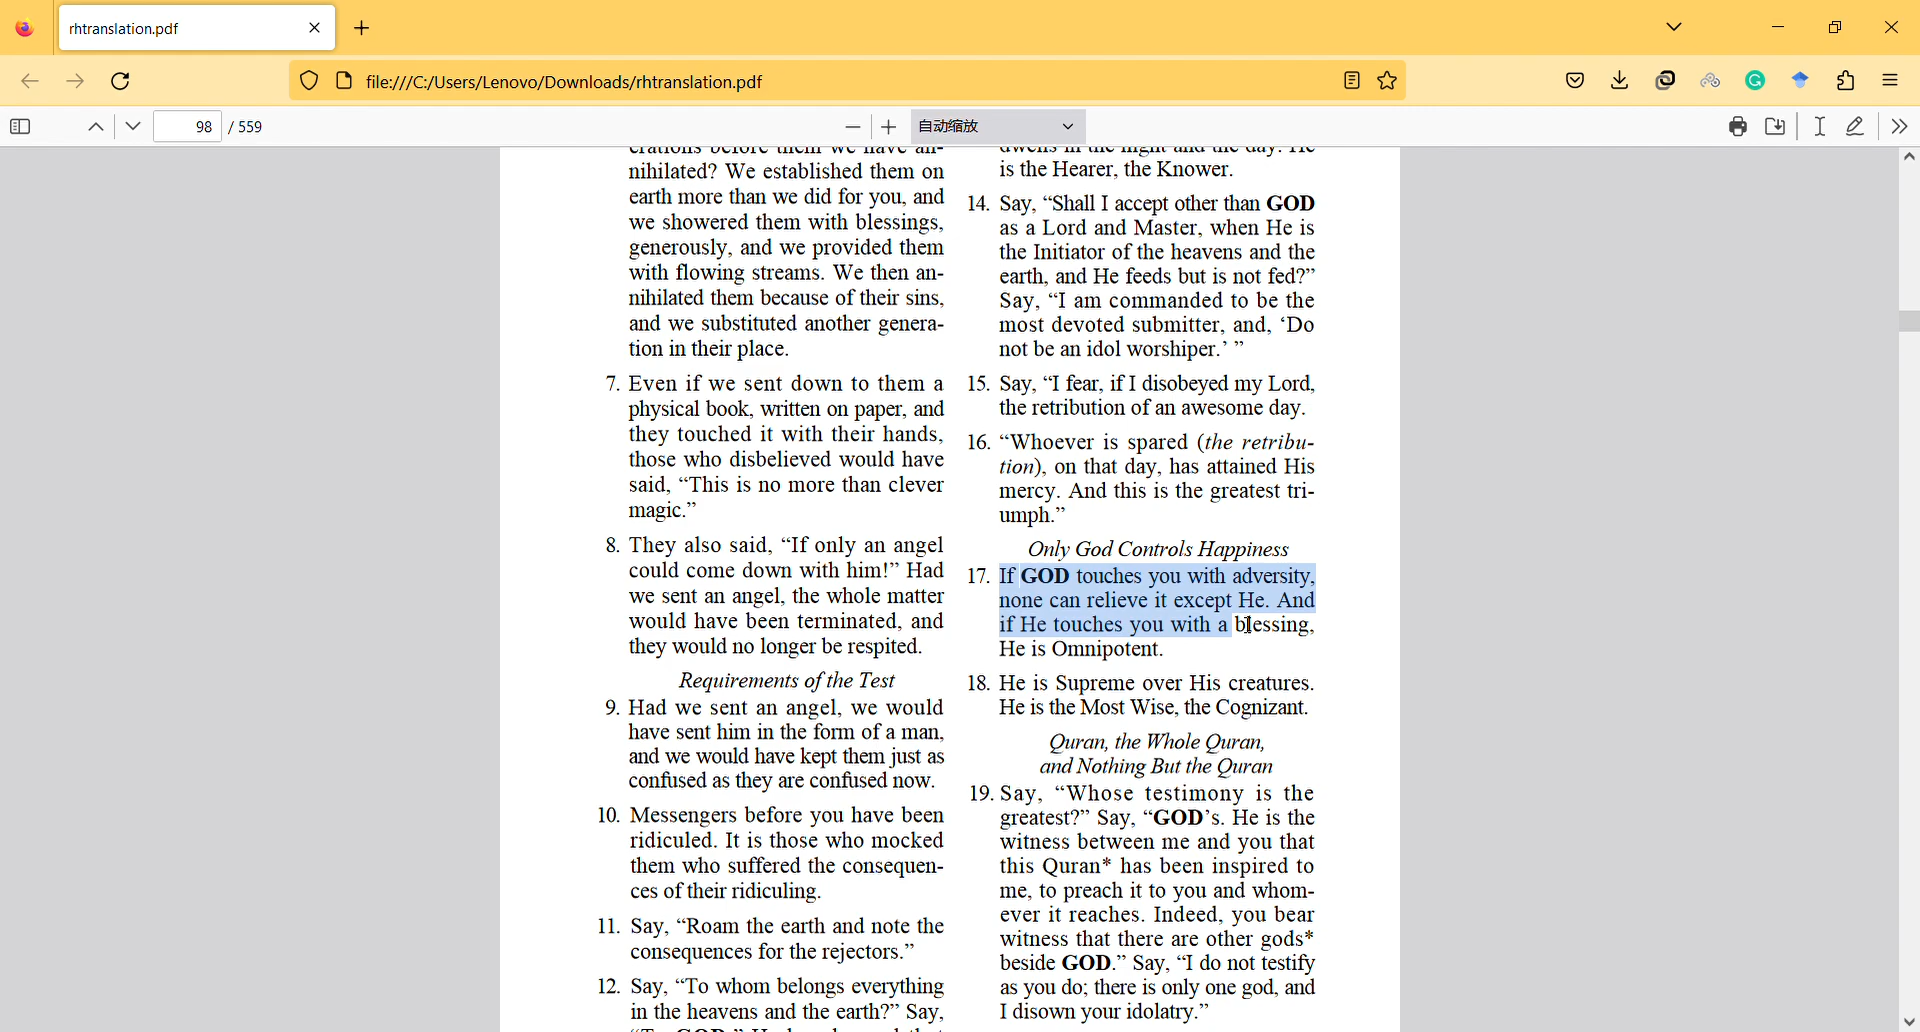 rhtranslation.pdf
file:///C:/Users/Lenovo/Downloads/rhtranslation.pdf
98 / 559
自动缩放
erations before them we have an-
nihilated? We established them on
earth more than we did for you, and
we showered them with blessings,
generously, and we provided them
with flowing streams. We then an-
nihilated them because of their sins,
and we substituted another genera-
tion in their place.
7. Even if we sent down to them a
physical book, written on paper, and
they touched it with their hands,
those who disbelieved would have
said, “This is no more than clever
magic.”
8. They also said, “If only an angel
could come down with him!” Had
we sent an angel, the whole matter
would have been terminated, and
they would no longer be respited.
Requirements of the Test
9. Had we sent an angel, we would
have sent him in the form of a man,
and we would have kept them just as
confused as they are confused now.
10. Messengers before you have been
ridiculed. It is those who mocked
them who suffered the consequen-
ces of their ridiculing.
11. Say, “Roam the earth and note the
consequences for the rejectors.”
12. Say, “To whom belongs everything
in the heavens and the earth?” Say,
dwells in the night and the day. He
is the Hearer, the Knower.
14. Say, “Shall I accept other than GOD
as a Lord and Master, when He is
the Initiator of the heavens and the
earth, and He feeds but is not fed?”
Say, “I am commanded to be the
most devoted submitter, and, ‘Do
not be an idol worshiper.’ ”
15. Say, “I fear, if I disobeyed my Lord,
the retribution of an awesome day.
16. “Whoever is spared (the retribu-
tion), on that day, has attained His
mercy. And this is the greatest tri-
umph.”
Only God Controls Happiness
17. If GOD touches you with adversity,
none can relieve it except He. And
if He touches you with a blessing,
He is Omnipotent.
18. He is Supreme over His creatures.
He is the Most Wise, the Cognizant.
Quran, the Whole Quran,
and Nothing But the Quran
19. Say, “Whose testimony is the
greatest?” Say, “GOD’s. He is the
witness between me and you that
this Quran* has been inspired to
me, to preach it to you and whom-
ever it reaches. Indeed, you bear
witness that there are other gods*
beside GOD.” Say, “I do not testify
as you do; there is only one god, and
I disown your idolatry.”